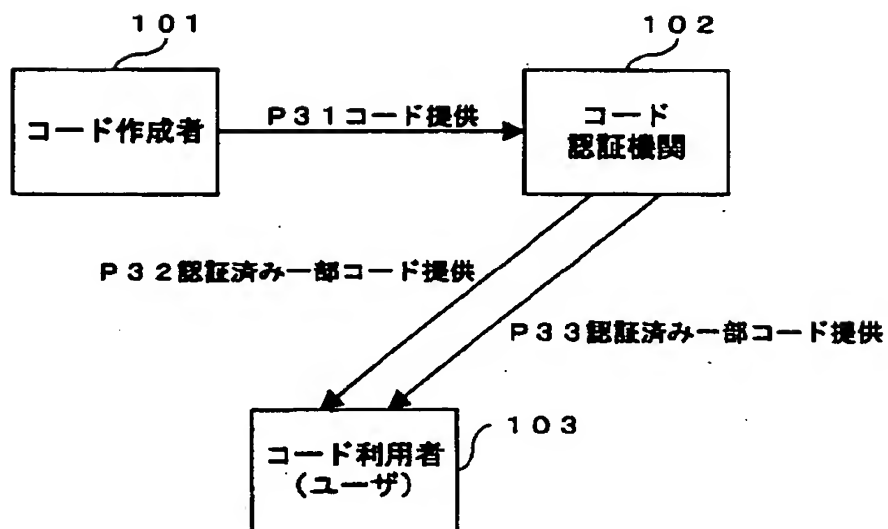 １０１
１０２
コード作成者
Ｐ３１コード提供
コード
認証機関
Ｐ３２認証済み一部コード提供
Ｐ３３認証済み一部コード提供
１０３
コード利用者
（ユーザ）